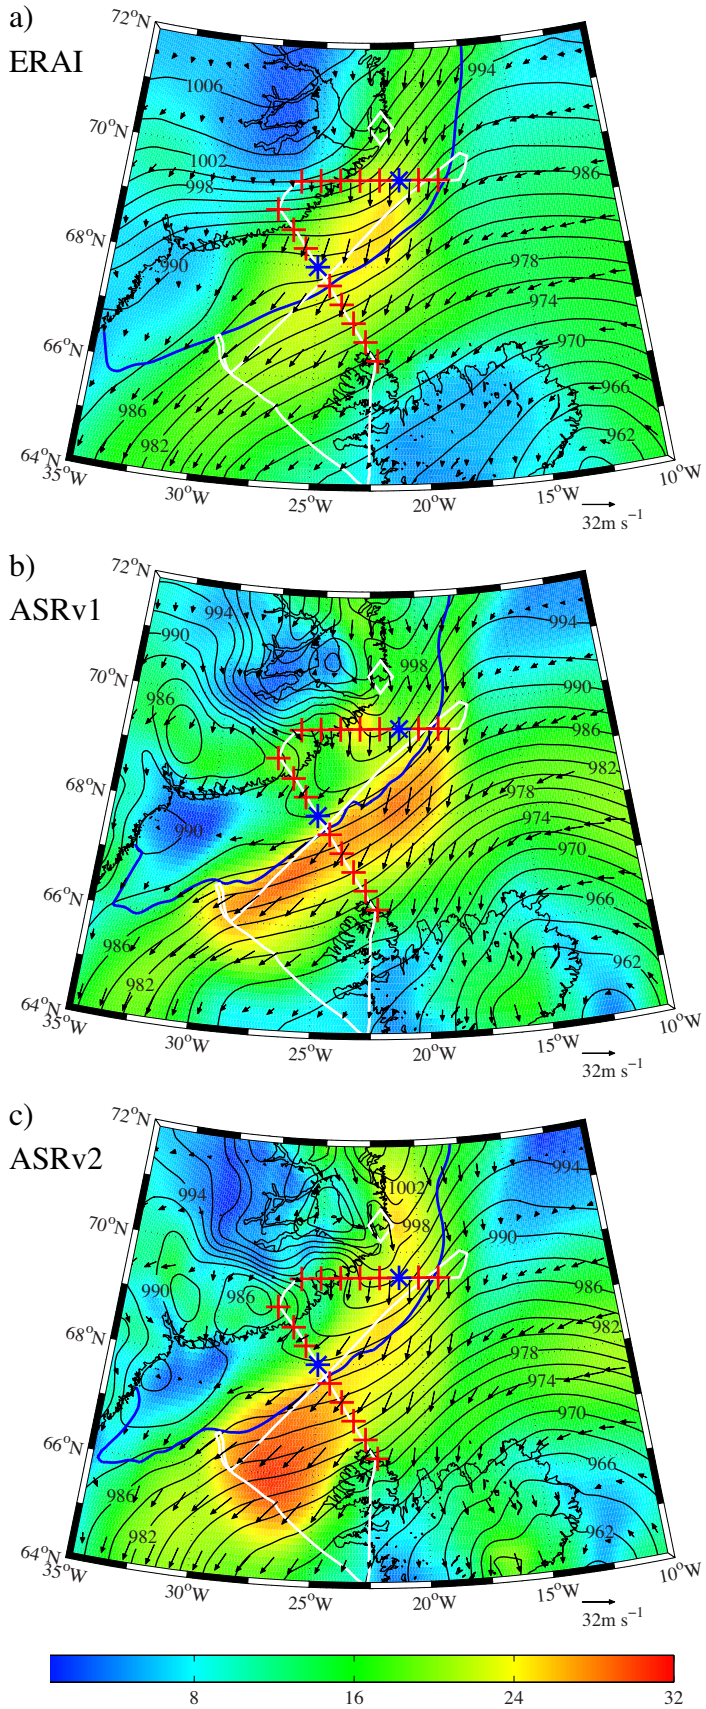 a)
ERAI
72°N
70°N
68°N
66°N
64°N
35°W
30°W
25°W
20°W
15°W
10°W
1006
1002
998
990
986
982
994
986
978
974
970
966
962
32m s⁻¹
b)
ASRv1
72°N
70°N
68°N
66°N
64°N
35°W
30°W
25°W
20°W
15°W
10°W
994
990
986
990
986
982
998
994
990
986
982
978
974
970
966
962
32m s⁻¹
c)
ASRv2
72°N
70°N
68°N
66°N
64°N
35°W
30°W
25°W
20°W
15°W
10°W
994
990
986
986
982
1002
998
994
990
986
982
978
974
970
966
962
32m s⁻¹
8
16
24
32